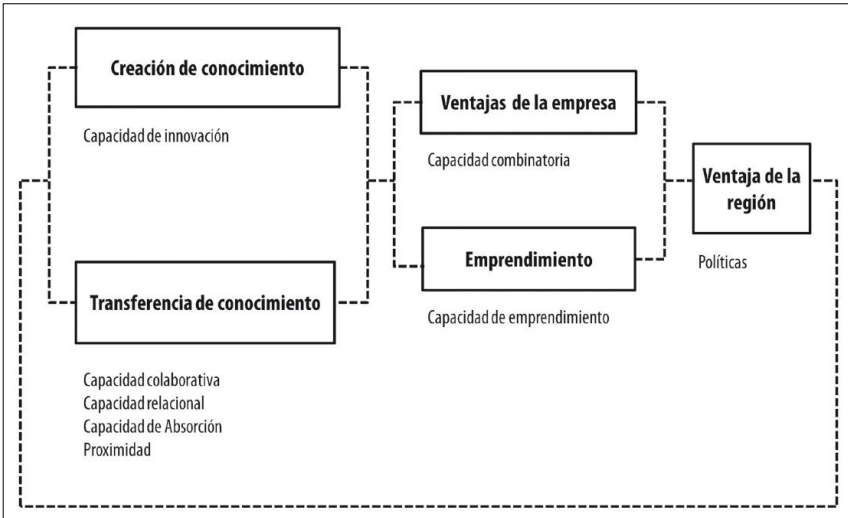 Creación de conocimiento
Capacidad de innovación
Transferencia de conocimiento
Capacidad colaborativa
Capacidad relacional
Capacidad de Absorción
Proximidad
Ventajas de la empresa
Capacidad combinatoria
Emprendimiento
Capacidad de emprendimiento
Ventaja de la
región
Políticas